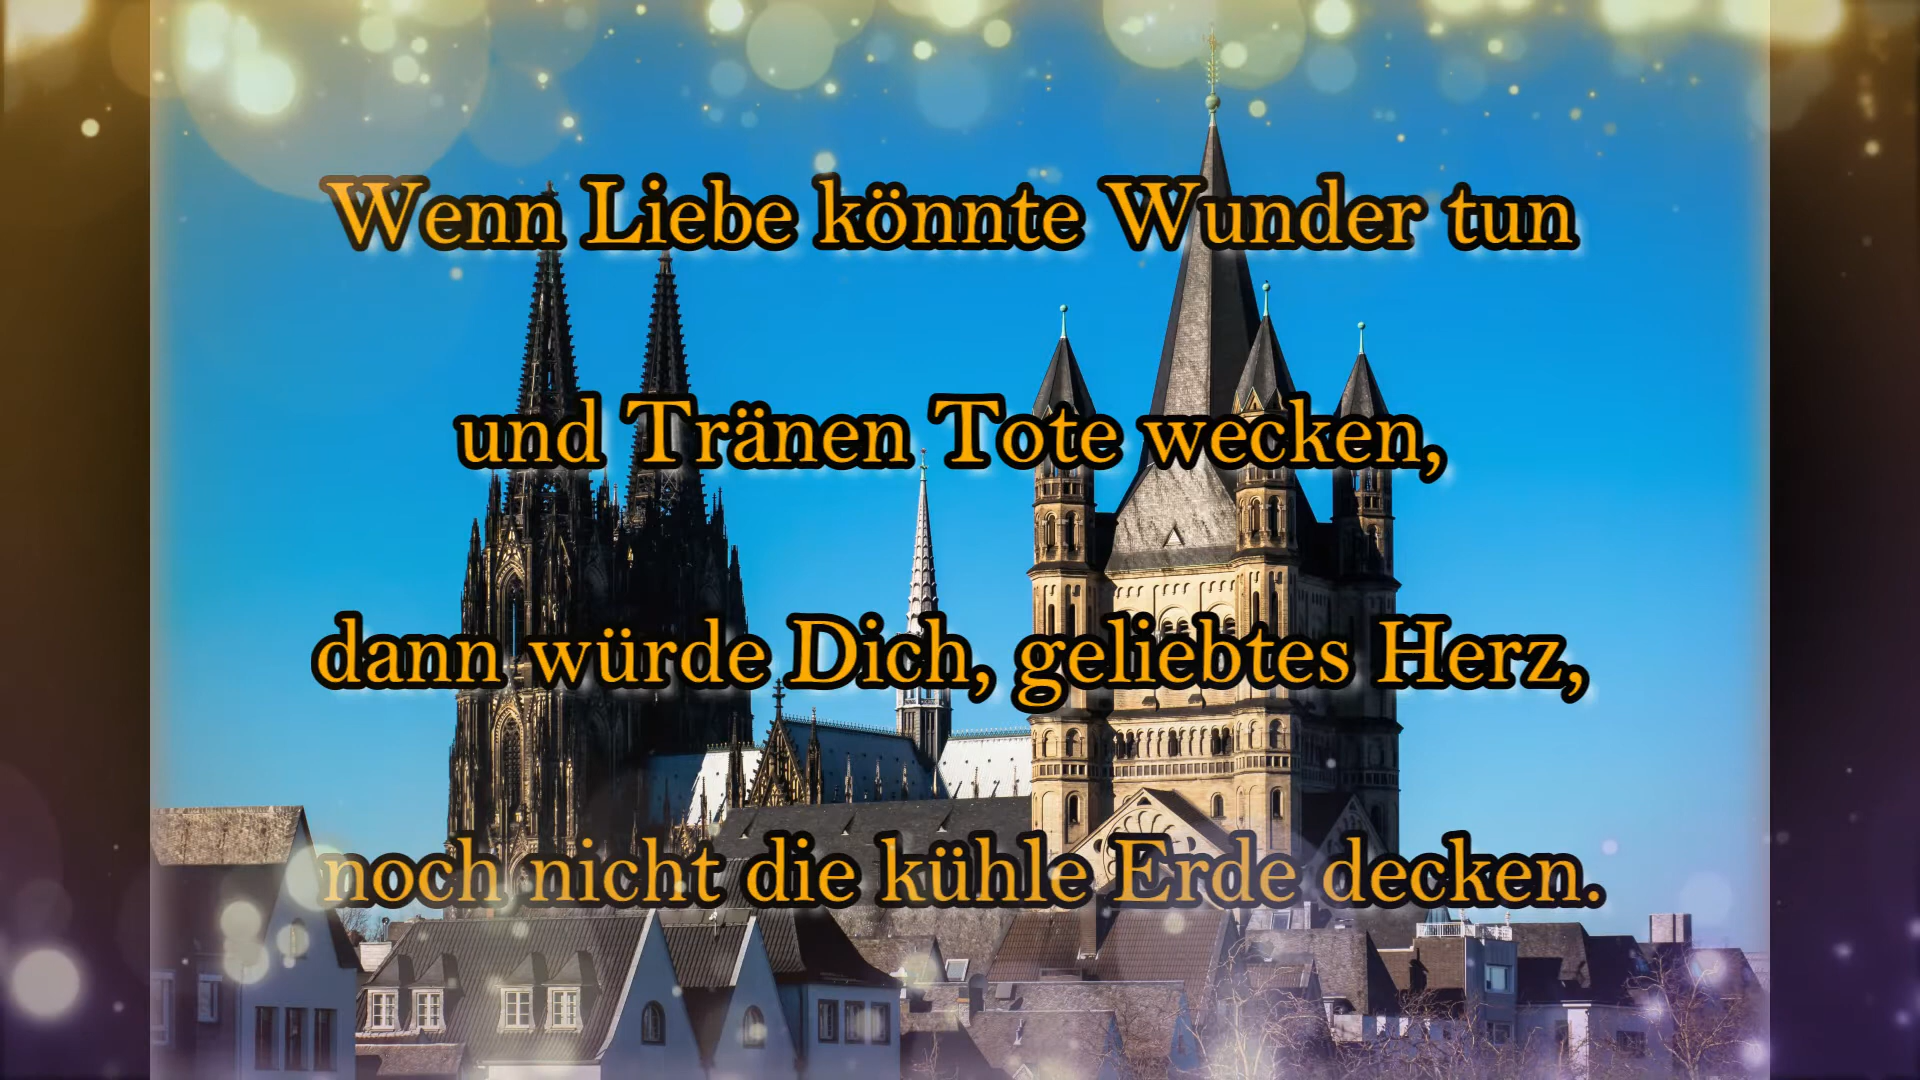 Wenn Liebe könnte Wunder tun
und Tränen Tote wecken,
dann würde Dich, geliebtes Herz,
noch nicht die kühle Erde decken.